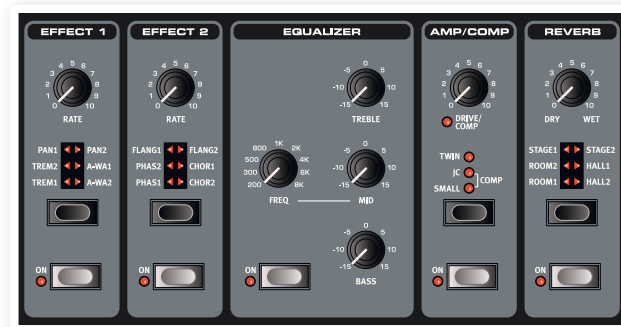 EFFECT 1
4 5 6
3 7
2 8
1 9
0 10
RATE
PAN1 PAN2
TREM2 A-WA1
TREM1 A-WA2
ON
EFFECT 2
4 5 6
3 7
2 8
1 9
0 10
RATE
FLANG1 FLANG2
PHAS2 CHOR1
PHAS1 CHOR2
ON
EQUALIZER
-5 0 5
-10 10
-15 15
TREBLE
800 1K 2K
500 4K
300 6K
200 8K
FREQ
-5 0 5
-10 10
-15 15
MID
-5 0 5
-10 10
-15 15
BASS
ON
AMP/COMP
4 5 6
3 7
2 8
1 9
0 10
DRIVE/
COMP
TWIN
JC
SMALL
COMP
ON
REVERB
4 5 6
3 7
2 8
1 9
0 10
DRY WET
STAGE1 STAGE2
ROOM2 HALL1
ROOM1 HALL2
ON